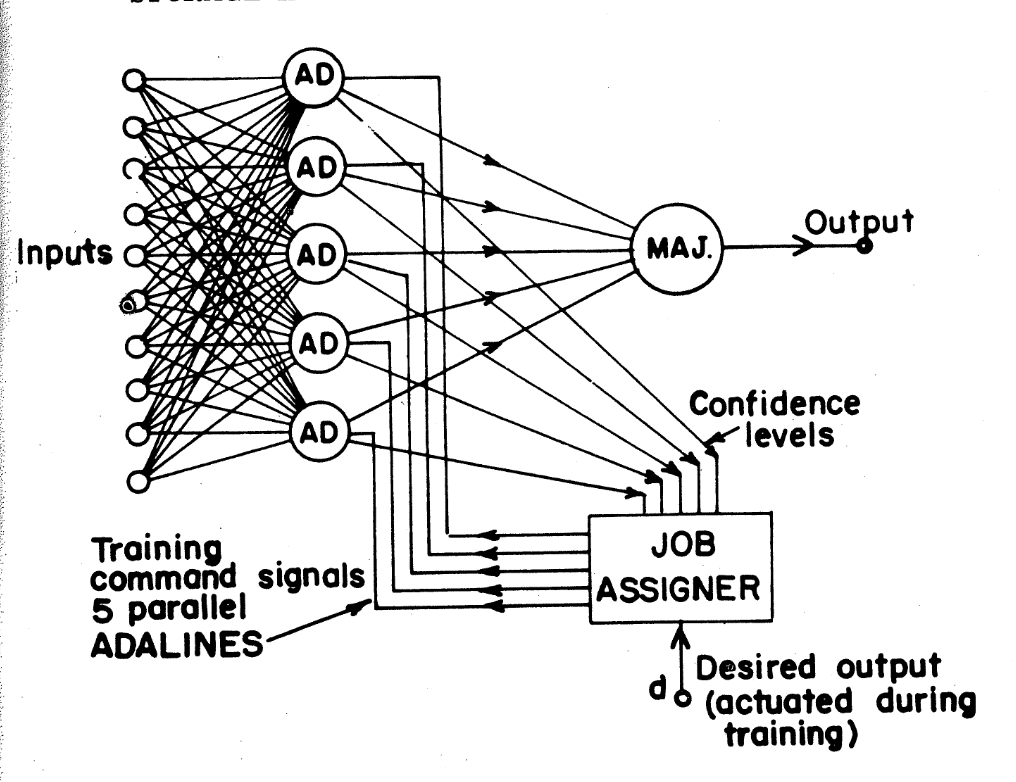 AD
AD
AD
AD
AD
Inputs
MAJ.
Output
Confidence
levels
JOB
ASSIGNER
Training
command signals
5 parallel
ADALINES
d
Desired output
(actuated during
training)